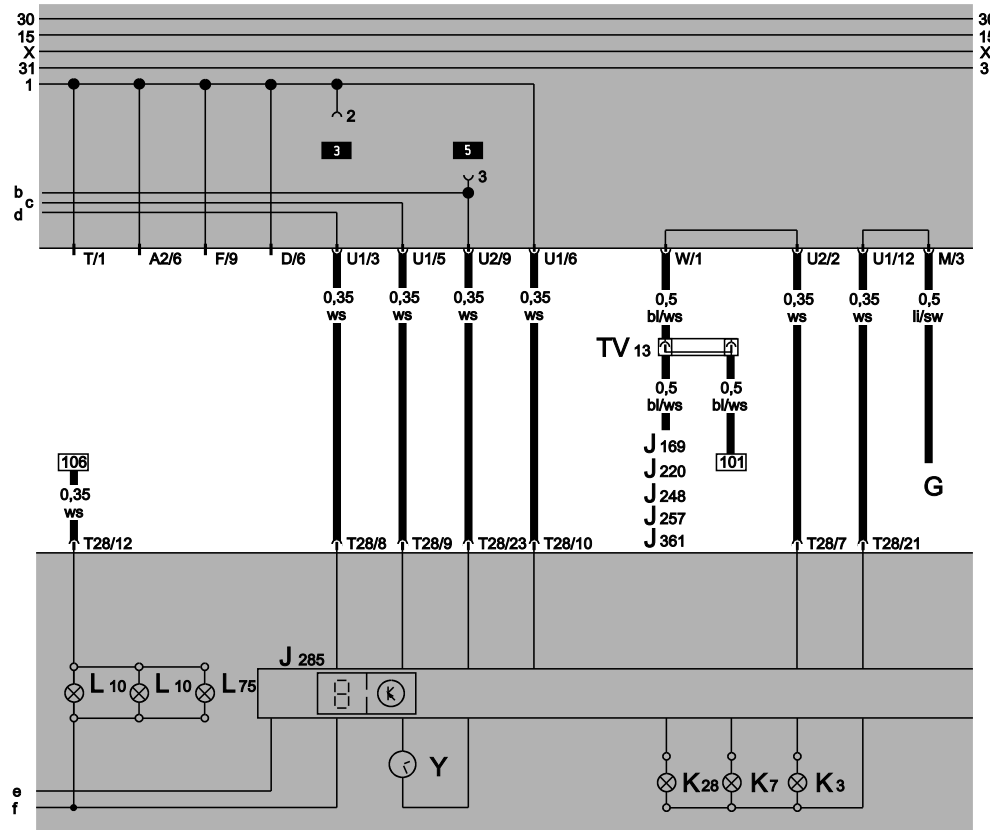 30 30
15 15
X X
31 3
1
2
3 5
3
b
c
d
T/1 A2/6 F/9 D/6 U1/3 U1/5 U2/9 U1/6 W/1 U2/2 U1/12 M/3
0,35 0,35 0,35 0,35 0,5 0,35 0,35 0,5
ws ws ws ws bl/ws ws ws li/sw
TV 13
0,5 0,5
bl/ws bl/ws
J 169
106 101
J 220
0,35 G
J 248
ws
J 257
T28/12 T28/8 T28/9 T28/23 T28/10 J 361 T28/7 T28/21
J 285
L 10 L 10 L 75 K
Y
K 28 K 7 K 3
e
f